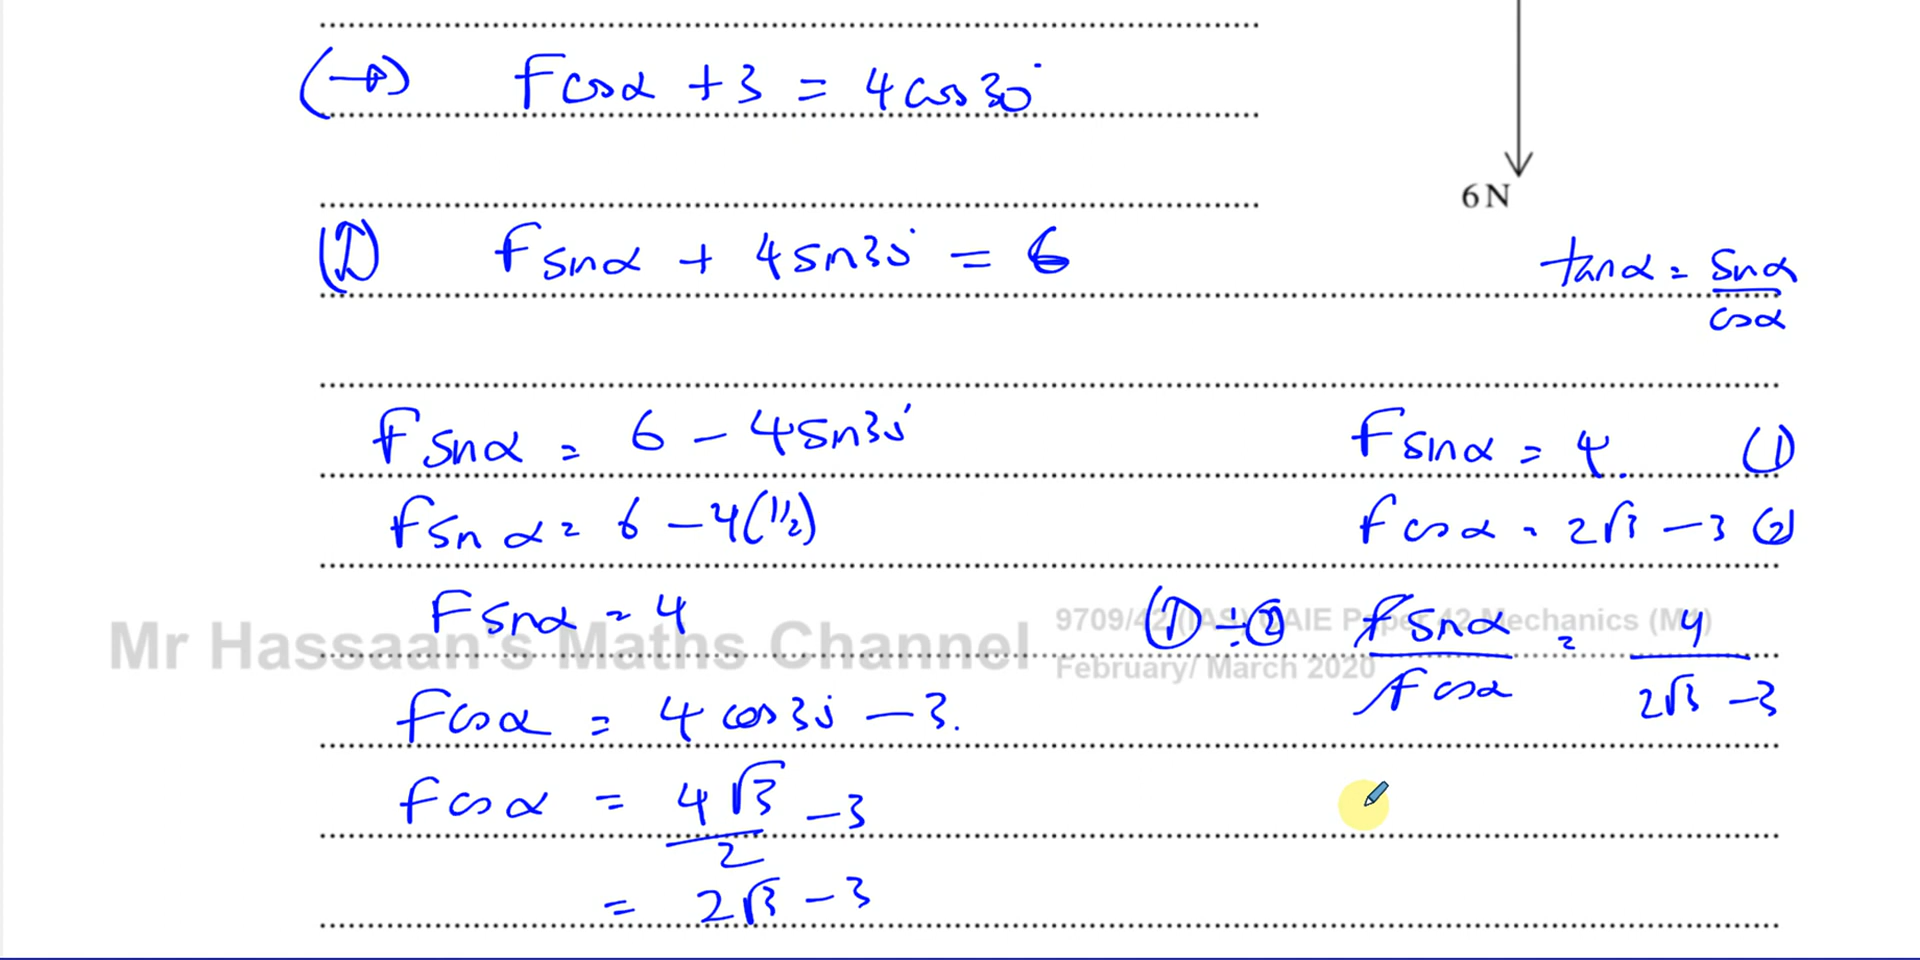 (→) Fcosα + 3 = 4cos30°
6 N
(↕) Fsinα + 4sin30° = 6
tanα = sinα / cosα
Fsinα = 6 − 4sin30°
Fsinα = 4 (1)
Fsinα = 6 − 4(1/2)
Fcosα = 2√3 − 3 (2)
Fsinα = 4
(1) ÷ (2) Fsinα / Fcosα = 4 / 2√3 − 3
Mr Hassaan's Maths Channel
9709/42 (AS) CAIE Paper 42 Mechanics (M1)
February/ March 2020
Fcosα = 4cos30° − 3.
Fcosα = 4√3 / 2 − 3
= 2√3 − 3